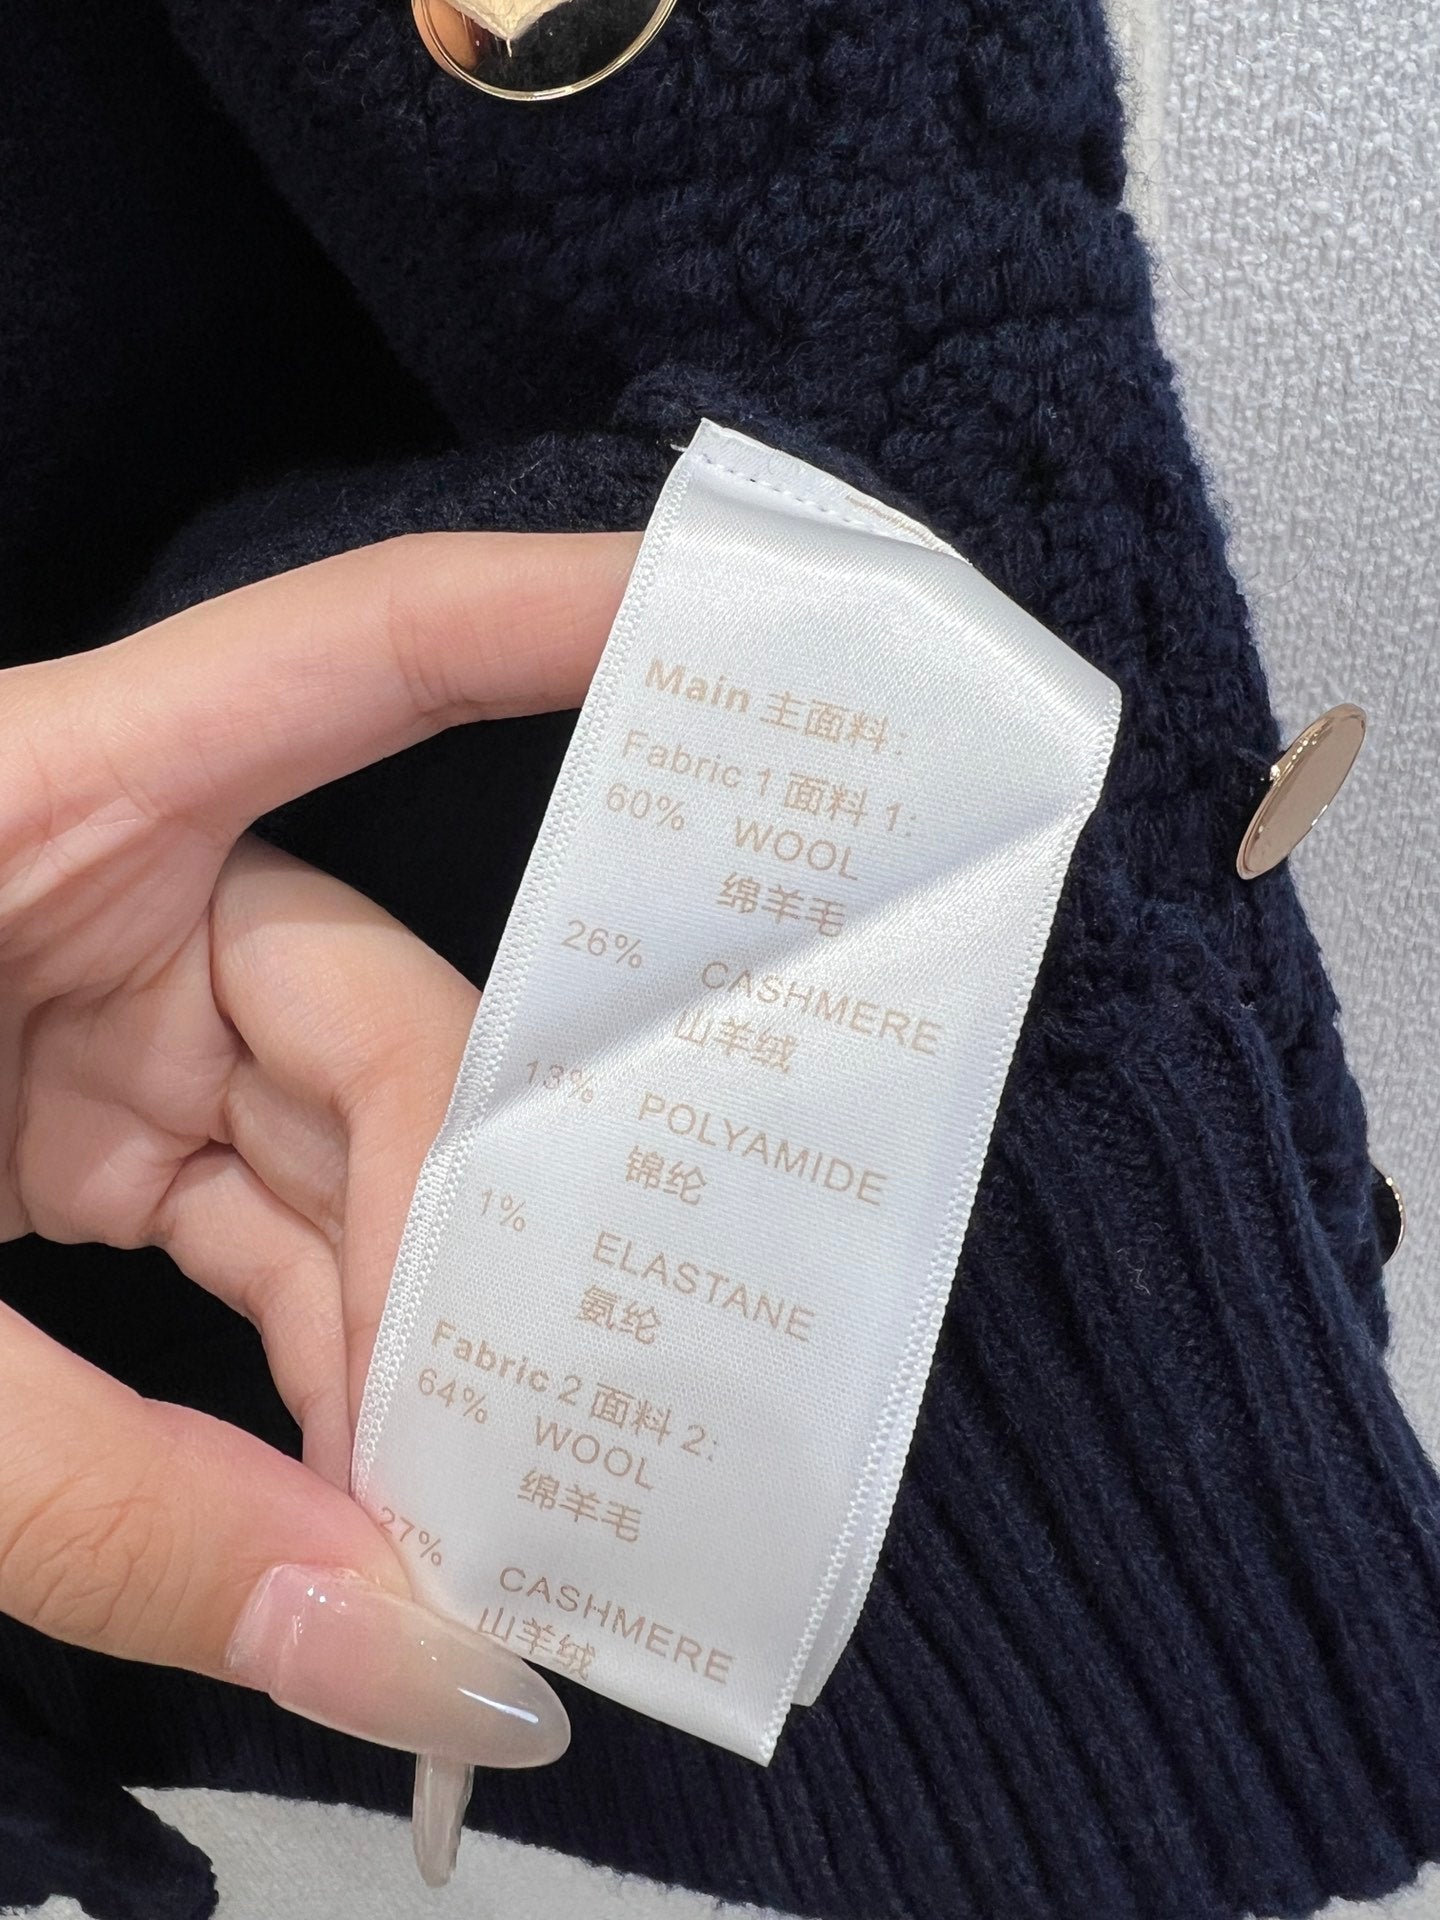 Main 主面料:
Fabric 1 面料 1:
60% WOOL
绵羊毛
26% CASHMERE
山羊绒
13% POLYAMIDE
锦纶
1% ELASTANE
氨纶
Fabric 2 面料 2:
64% WOOL
绵羊毛
27% CASHMERE
山羊绒